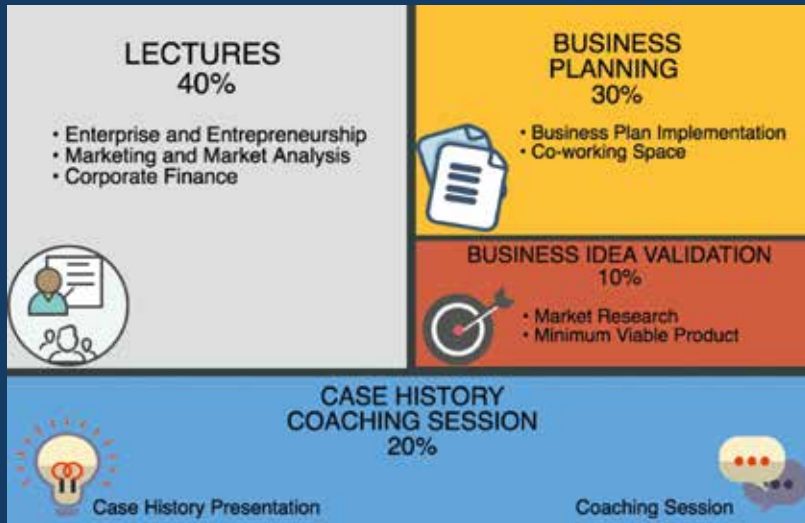 LECTURES
40%
• Enterprise and Entrepreneurship
• Marketing and Market Analysis
• Corporate Finance
BUSINESS
PLANNING
30%
• Business Plan Implementation
• Co-working Space
BUSINESS IDEA VALIDATION
10%
• Market Research
• Minimum Viable Product
CASE HISTORY
COACHING SESSION
20%
Case History Presentation
Coaching Session